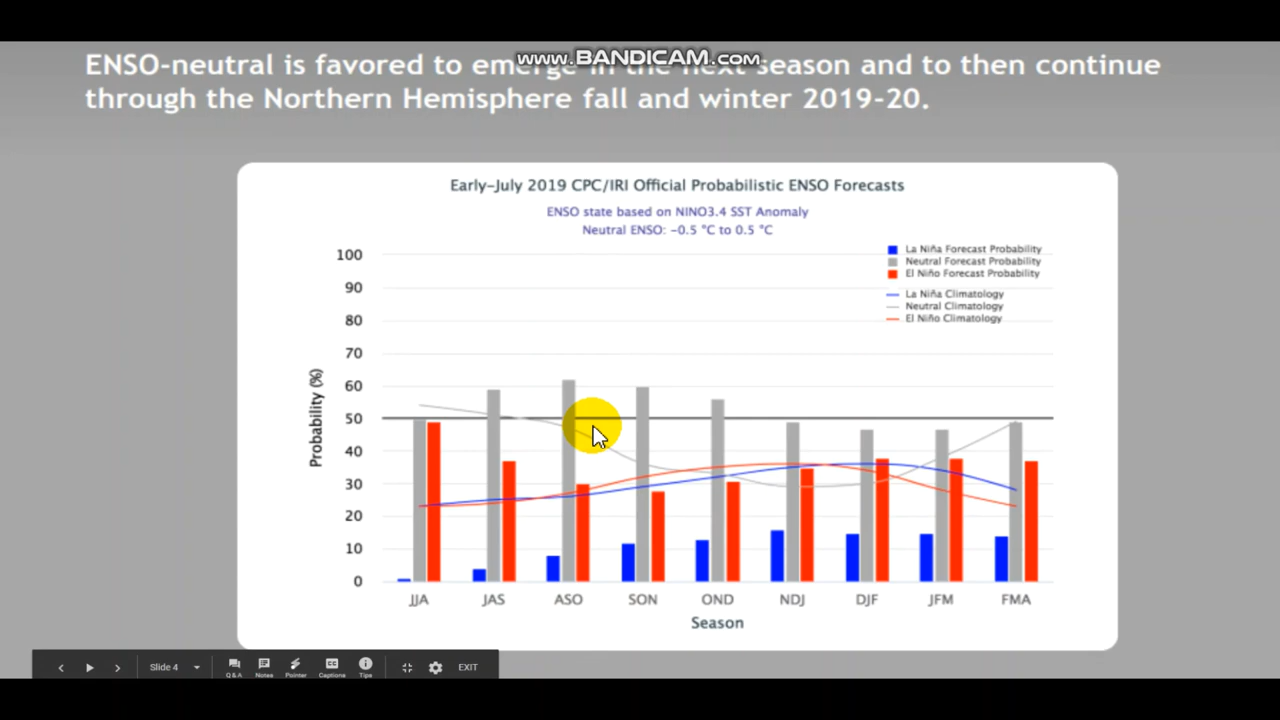 www.BANDICAM.com
ENSO-neutral is favored to emerge in the next season and to then continue
through the Northern Hemisphere fall and winter 2019-20.
Early-July 2019 CPC/IRI Official Probabilistic ENSO Forecasts
ENSO state based on NINO3.4 SST Anomaly
Neutral ENSO: -0.5 °C to 0.5 °C
La Niña Forecast Probability
Neutral Forecast Probability
El Niño Forecast Probability
La Niña Climatology
Neutral Climatology
El Niño Climatology
Probability (%)
100
90
80
70
60
50
40
30
20
10
0
JJA JAS ASO SON OND NDJ DJF JFM FMA
Season
Slide 4
Q&A Notes Pointer Captions Tips
EXIT